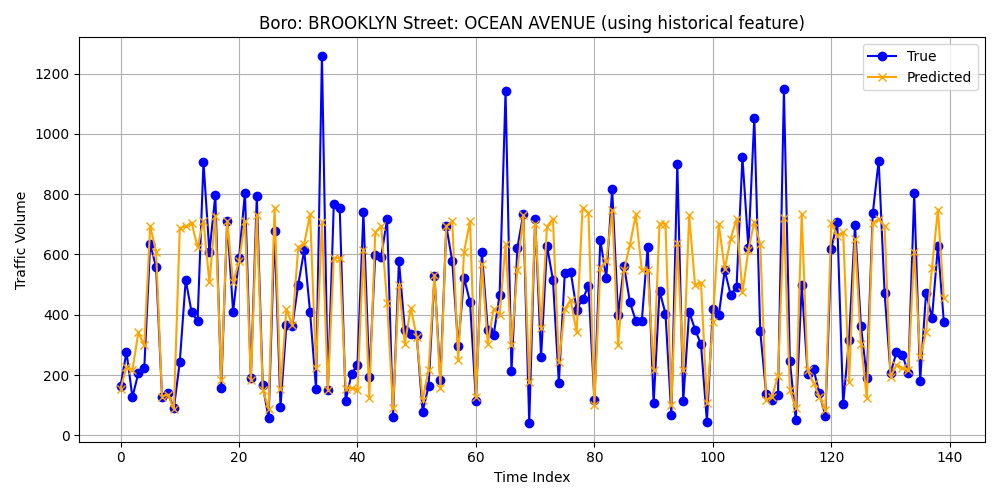 Boro: BROOKLYN Street: OCEAN AVENUE (using historical feature)
True
Predicted
Traffic Volume
1200
1000
800
600
400
200
0
0 20 40 60 80 100 120 140
Time Index